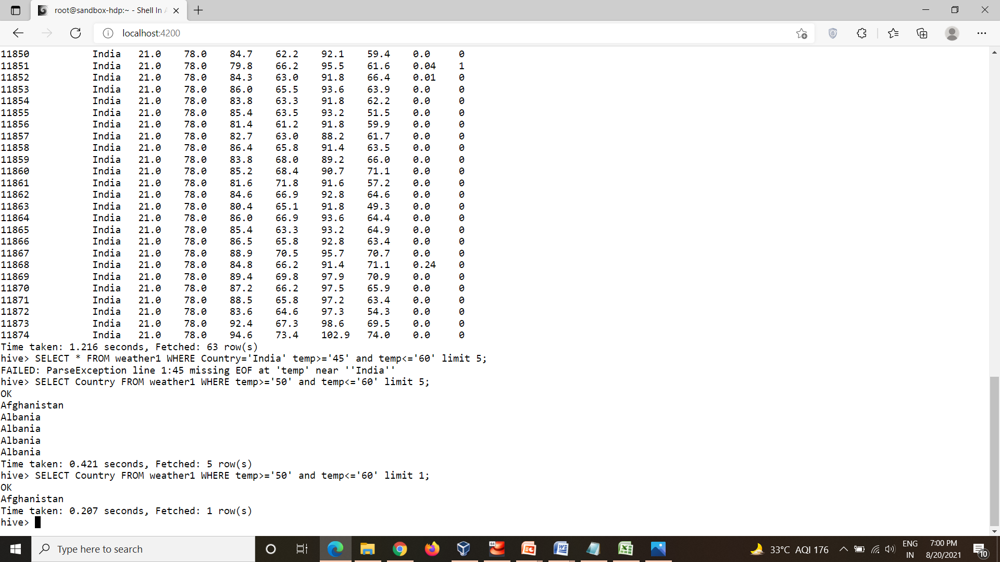 root@sandbox-hdp:~ - Shell In A
localhost:4200
11850 India 21.0 78.0 84.7 62.2 92.1 59.4 0.0 0
11851 India 21.0 78.0 79.8 66.2 95.5 61.6 0.04 1
11852 India 21.0 78.0 84.3 63.0 91.8 66.4 0.01 0
11853 India 21.0 78.0 86.0 65.5 93.6 63.9 0.0 0
11854 India 21.0 78.0 83.8 63.3 91.8 62.2 0.0 0
11855 India 21.0 78.0 85.4 63.5 93.2 51.5 0.0 0
11856 India 21.0 78.0 81.4 61.2 91.8 59.9 0.0 0
11857 India 21.0 78.0 82.7 63.0 88.2 61.7 0.0 0
11858 India 21.0 78.0 86.4 65.8 91.4 63.5 0.0 0
11859 India 21.0 78.0 83.8 68.0 89.2 66.0 0.0 0
11860 India 21.0 78.0 85.2 68.4 90.7 71.1 0.0 0
11861 India 21.0 78.0 81.6 71.8 91.6 57.2 0.0 0
11862 India 21.0 78.0 84.6 66.9 92.8 64.6 0.0 0
11863 India 21.0 78.0 80.4 65.1 91.8 49.3 0.0 0
11864 India 21.0 78.0 86.0 66.9 93.6 64.4 0.0 0
11865 India 21.0 78.0 85.4 63.3 93.2 64.9 0.0 0
11866 India 21.0 78.0 86.5 65.8 92.8 63.4 0.0 0
11867 India 21.0 78.0 88.9 70.5 95.7 70.7 0.0 0
11868 India 21.0 78.0 84.8 66.2 91.4 71.1 0.24 0
11869 India 21.0 78.0 89.4 69.8 97.9 70.9 0.0 0
11870 India 21.0 78.0 87.2 66.2 97.5 65.9 0.0 0
11871 India 21.0 78.0 88.5 65.8 97.2 63.4 0.0 0
11872 India 21.0 78.0 83.6 64.6 97.3 54.3 0.0 0
11873 India 21.0 78.0 92.4 67.3 98.6 69.5 0.0 0
11874 India 21.0 78.0 94.6 73.4 102.9 74.0 0.0 0
Time taken: 1.216 seconds, Fetched: 63 row(s)
hive> SELECT * FROM weather1 WHERE Country='India' temp>='45' and temp<='60' limit 5;
FAILED: ParseException line 1:45 missing EOF at 'temp' near ''India''
hive> SELECT Country FROM weather1 WHERE temp>='50' and temp<='60' limit 5;
OK
Afghanistan
Albania
Albania
Albania
Albania
Time taken: 0.421 seconds, Fetched: 5 row(s)
hive> SELECT Country FROM weather1 WHERE temp>='50' and temp<='60' limit 1;
OK
Afghanistan
Time taken: 0.207 seconds, Fetched: 1 row(s)
hive>
Type here to search
64
33°C AQI 176
ENG
IN
7:00 PM
8/20/2021
10